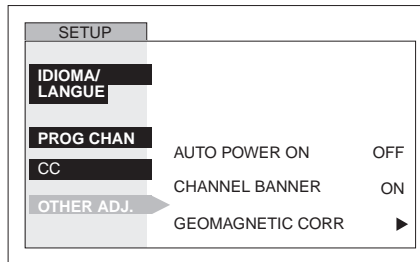 SETUP
IDIOMA/
LANGUE
PROG CHAN
CC
OTHER ADJ.
AUTO POWER ON OFF
CHANNEL BANNER ON
GEOMAGNETIC CORR ▶